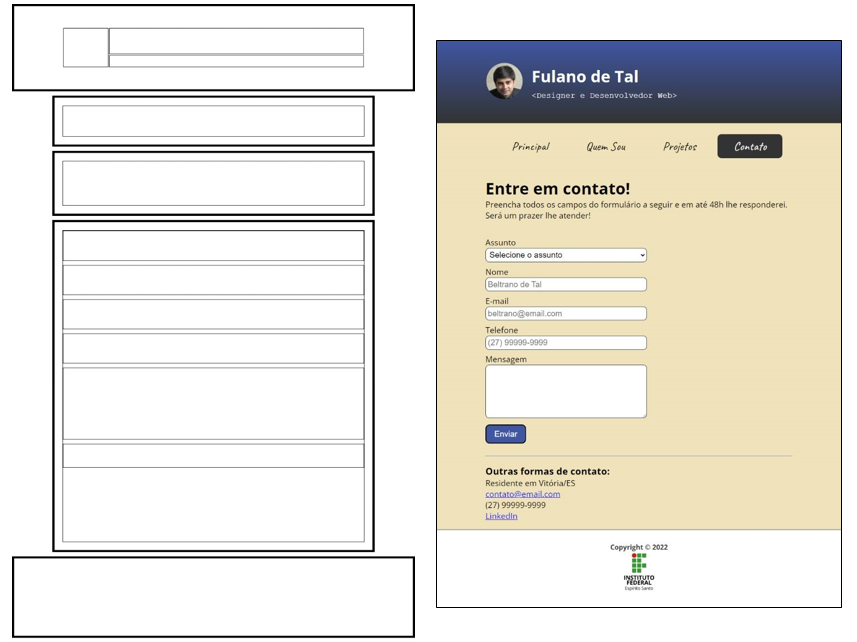 Fulano de Tal
<Designer e Desenvolvedor Web>
Principal Quem Sou Projetos Contato
Entre em contato!
Preencha todos os campos do formulário a seguir e em até 48h lhe responderei.
Será um prazer lhe atender!
Assunto
Selecione o assunto
Nome
Beltrano de Tal
E-mail
beltrano@email.com
Telefone
(27) 99999-9999
Mensagem
Enviar
Outras formas de contato:
Residente em Vitória/ES
contato@email.com
(27) 99999-9999
LinkedIn
Copyright © 2022
INSTITUTO
FEDERAL
Espírito Santo